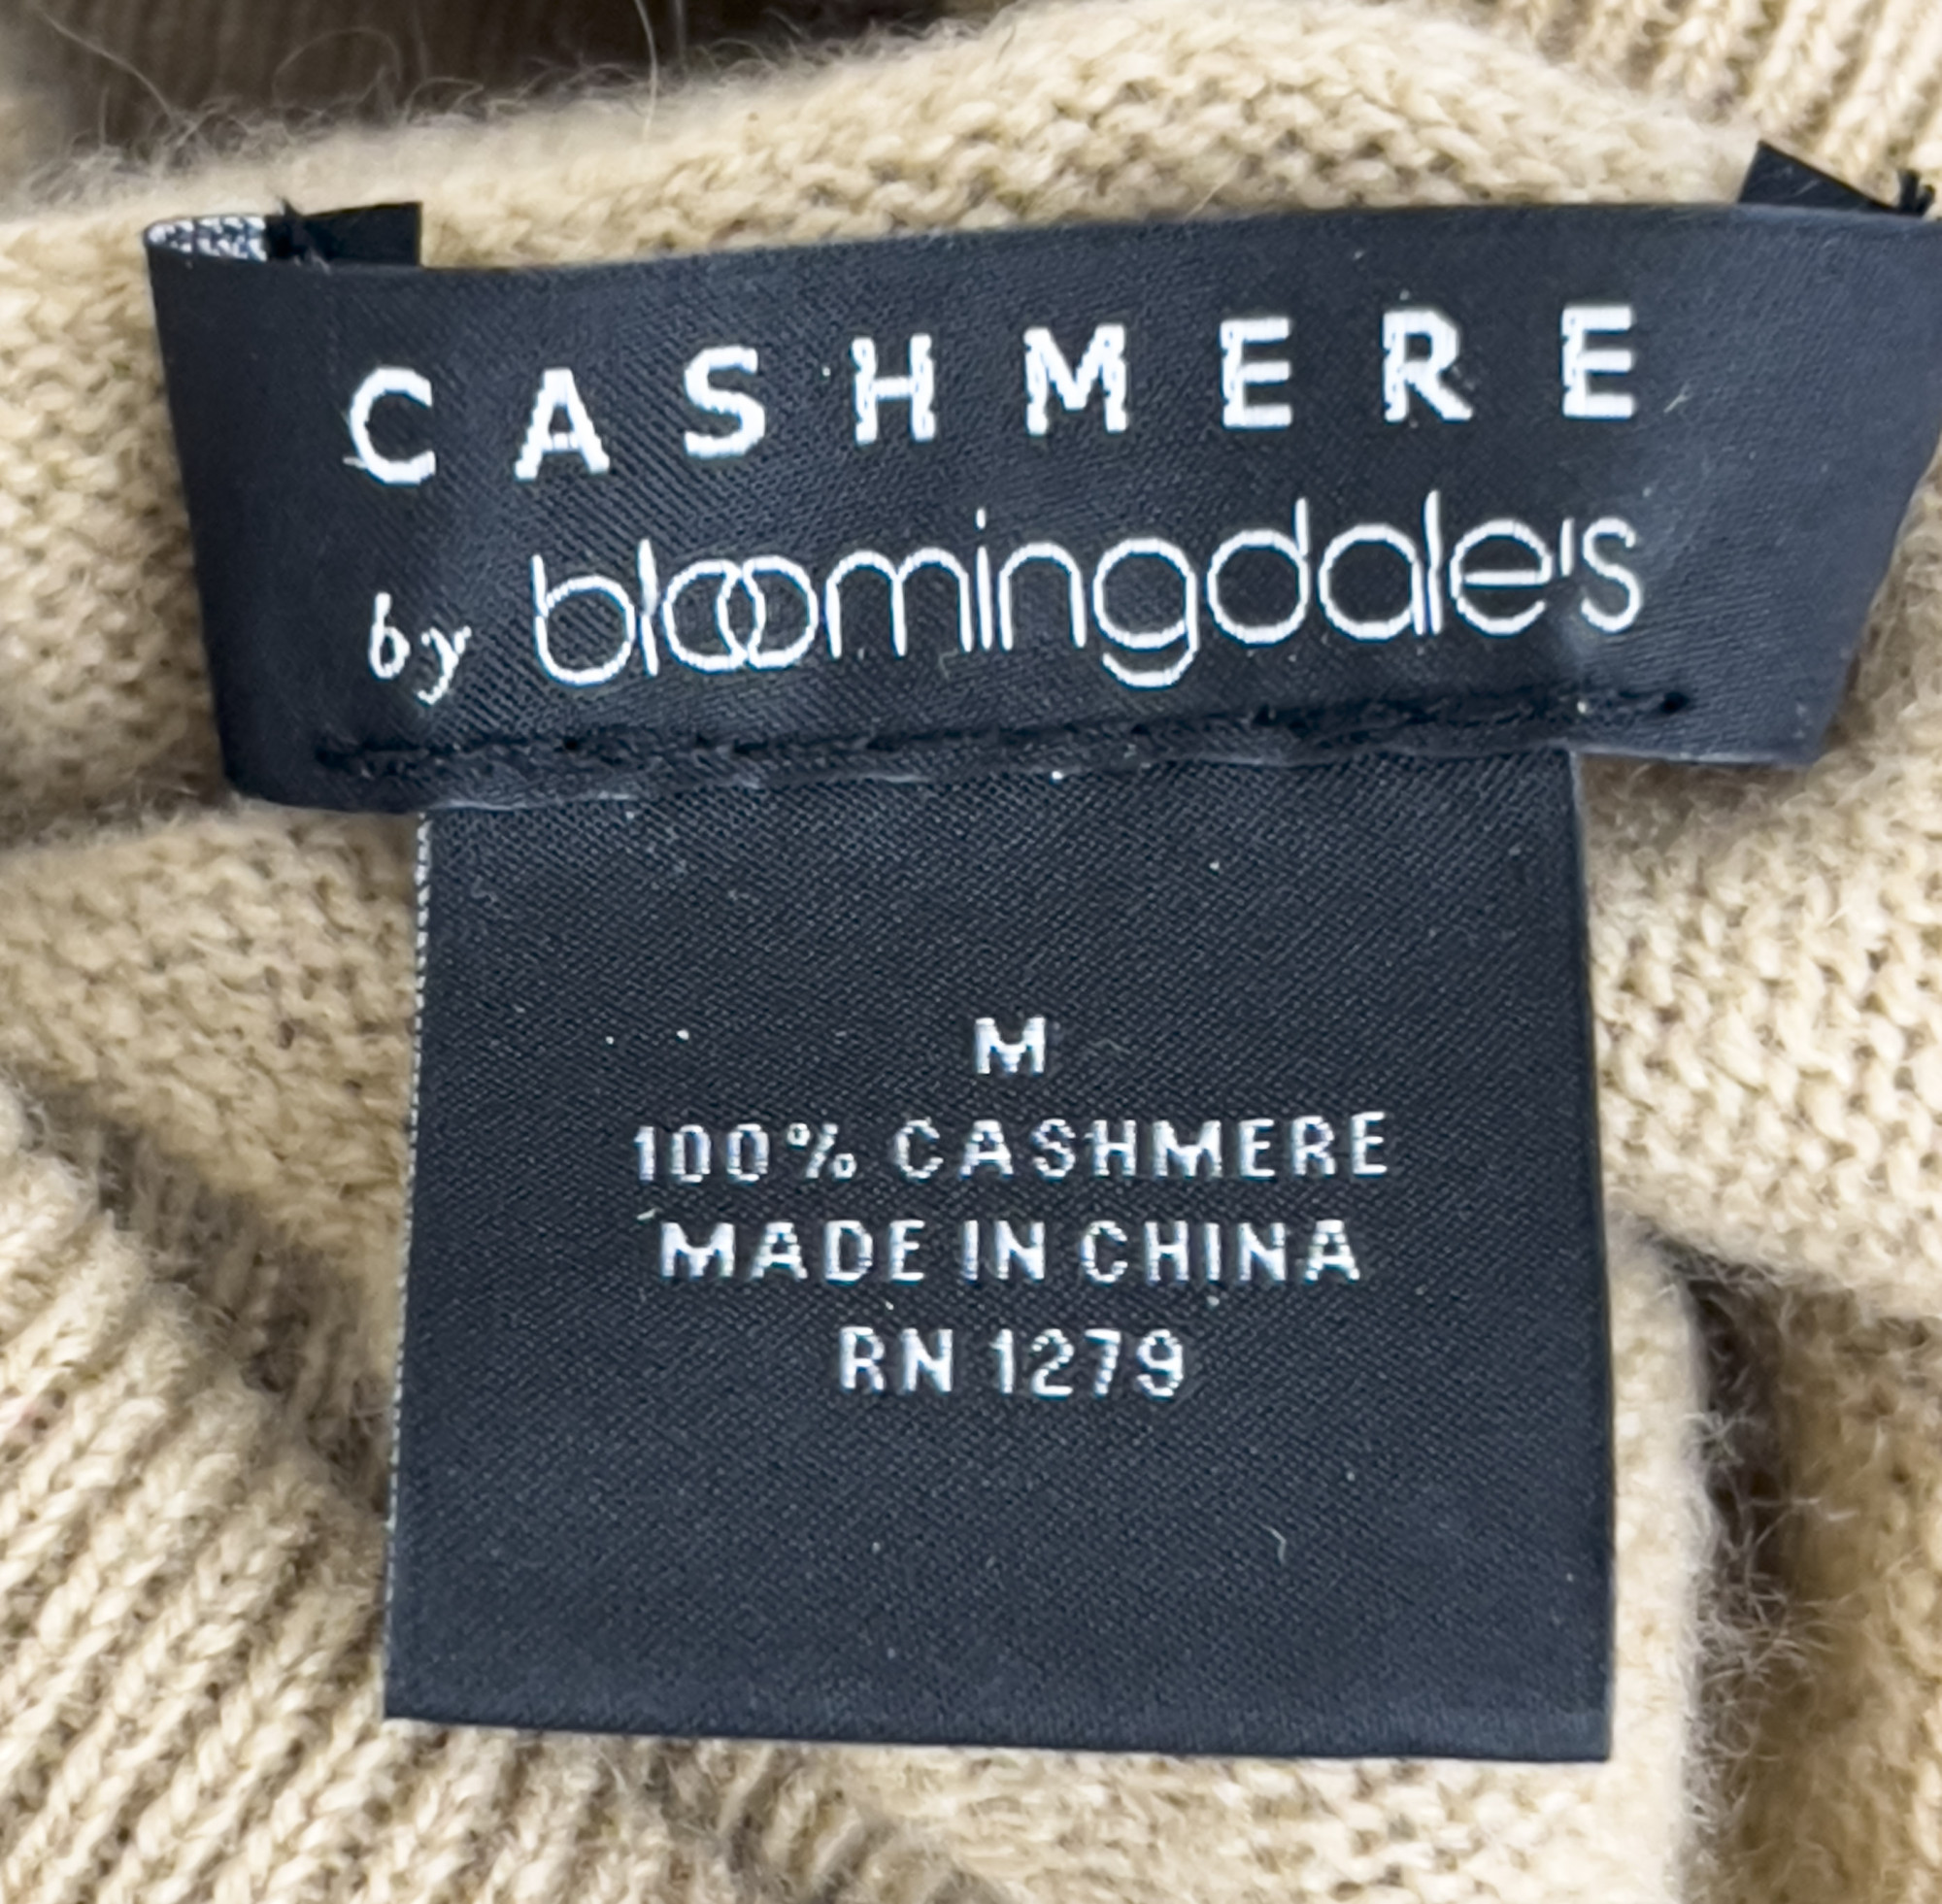 CASHMERE
by bloomingdale's
M
100% CASHMERE
MADE IN CHINA
RN 1279